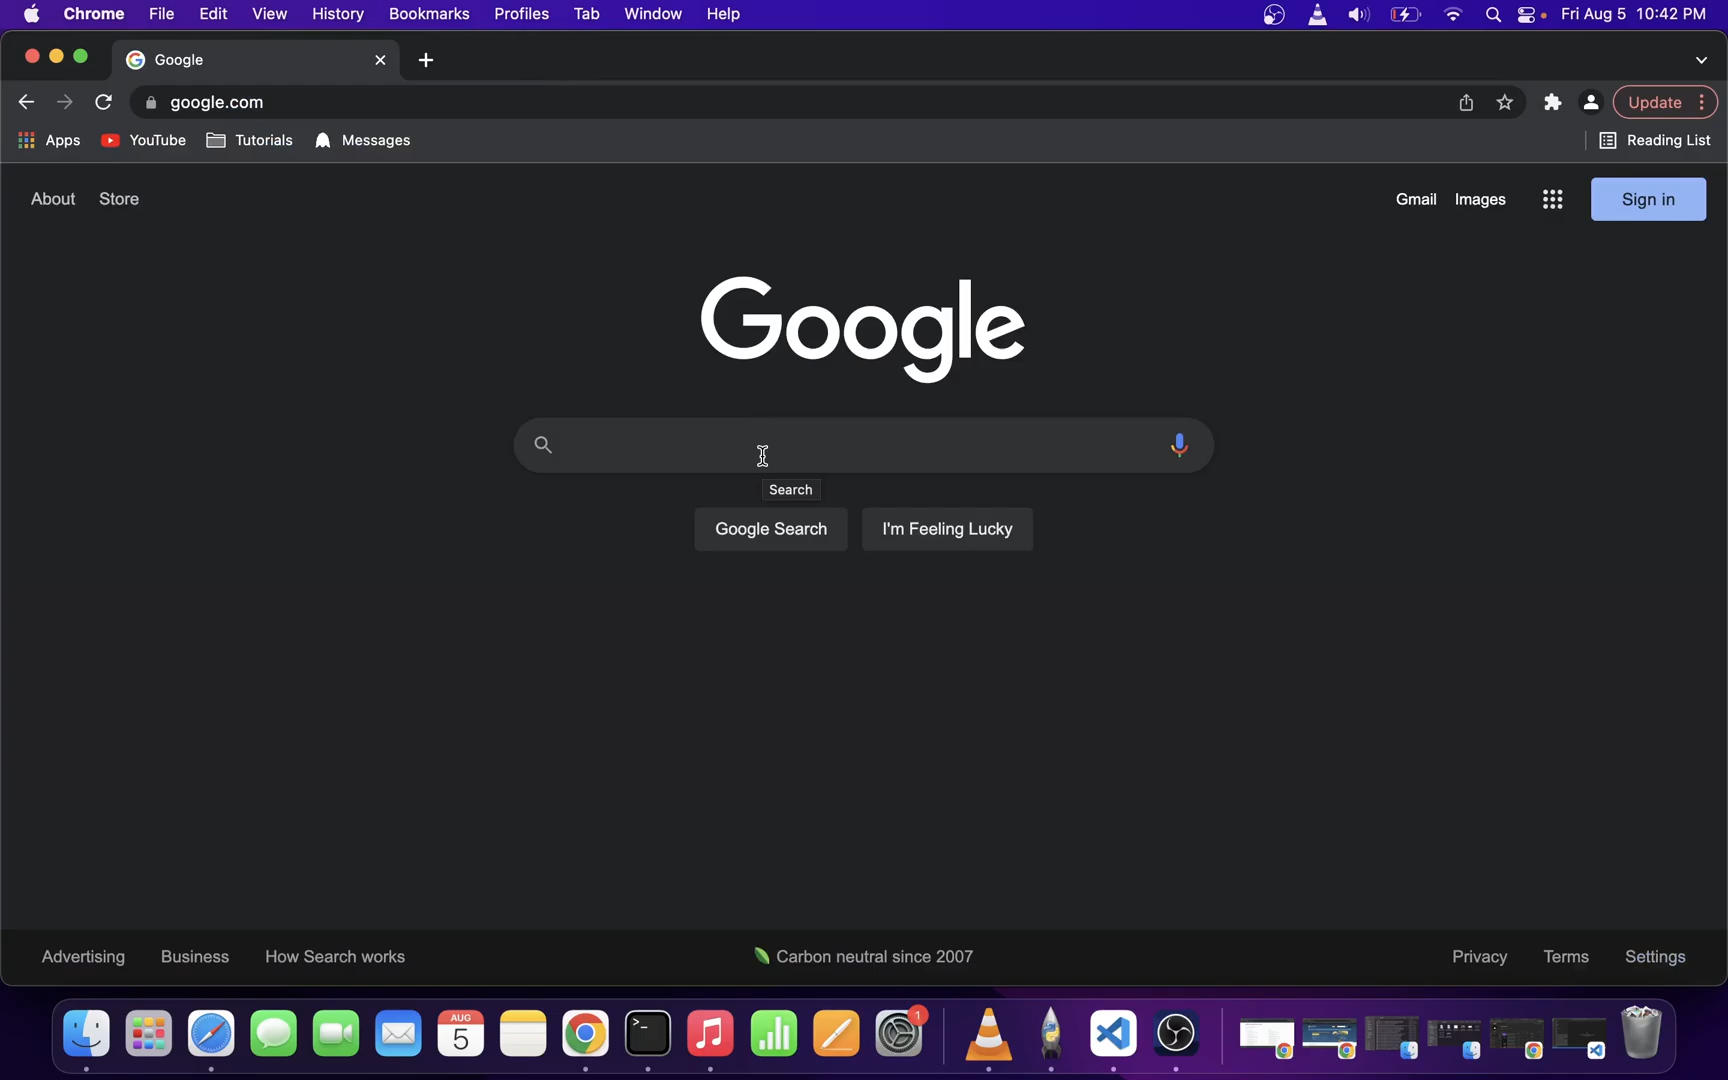 Chrome File Edit View History Bookmarks Profiles Tab Window Help Fri Aug 5 10:42 PM
Google
google.com Update
Apps YouTube Tutorials Messages Reading List
About Store Gmail Images Sign in
Google
Search
Google Search I'm Feeling Lucky
Advertising Business How Search works Carbon neutral since 2007 Privacy Terms Settings
AUG 1
5